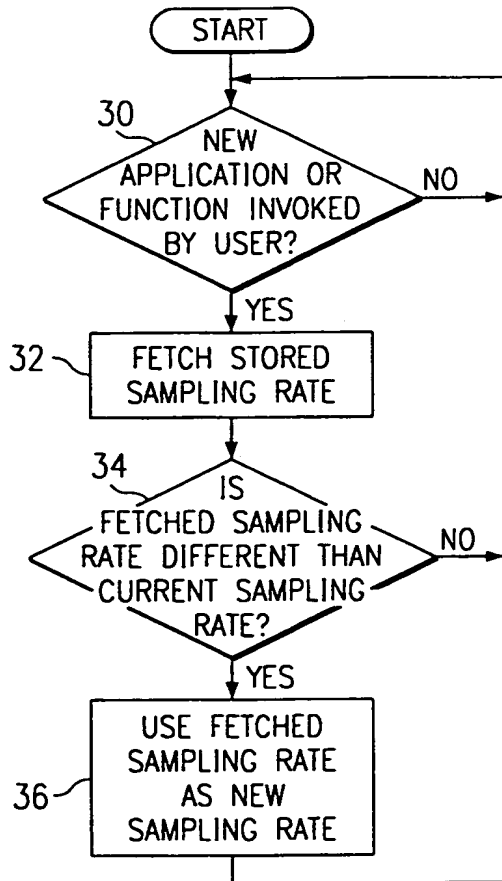 START
30
NEW
APPLICATION OR
FUNCTION INVOKED
BY USER?
NO
YES
32
FETCH STORED
SAMPLING RATE
34
IS
FETCHED SAMPLING
RATE DIFFERENT THAN
CURRENT SAMPLING
RATE?
NO
YES
36
USE FETCHED
SAMPLING RATE
AS NEW
SAMPLING RATE